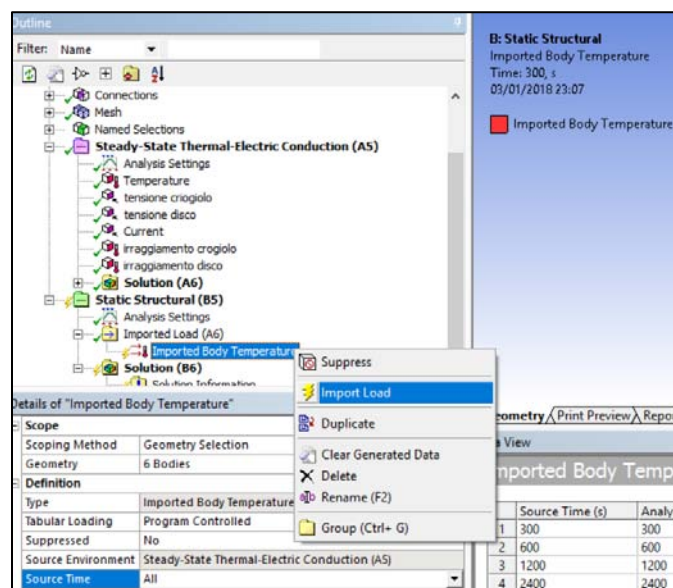 Outline
Filter: Name
Connections
Mesh
Named Selections
Steady-State Thermal-Electric Conduction (A5)
Analysis Settings
Temperature
tensione criogiolo
tensione disco
Current
irraggiamento crogiolo
irraggiamento disco
Solution (A6)
Static Structural (B5)
Analysis Settings
Imported Load (A6)
Imported Body Temperature
Solution (B6)
Solution Information
Suppress
Import Load
Duplicate
Clear Generated Data
Delete
Rename (F2)
Group (Ctrl+ G)
Details of "Imported Body Temperature"
Scope
Scoping Method Geometry Selection
Geometry 6 Bodies
Definition
Type Imported Body Temperature
Tabular Loading Program Controlled
Suppressed No
Source Environment Steady-State Thermal-Electric Conduction (A5)
Source Time All
B: Static Structural
Imported Body Temperature
Time: 300, s
03/01/2018 23:07
Imported Body Temperature
eometry Print Preview Repor
a View
mported Body Temp
Source Time (s) Analy
1 300 300
2 600 600
3 1200 1200
4 2400 2400